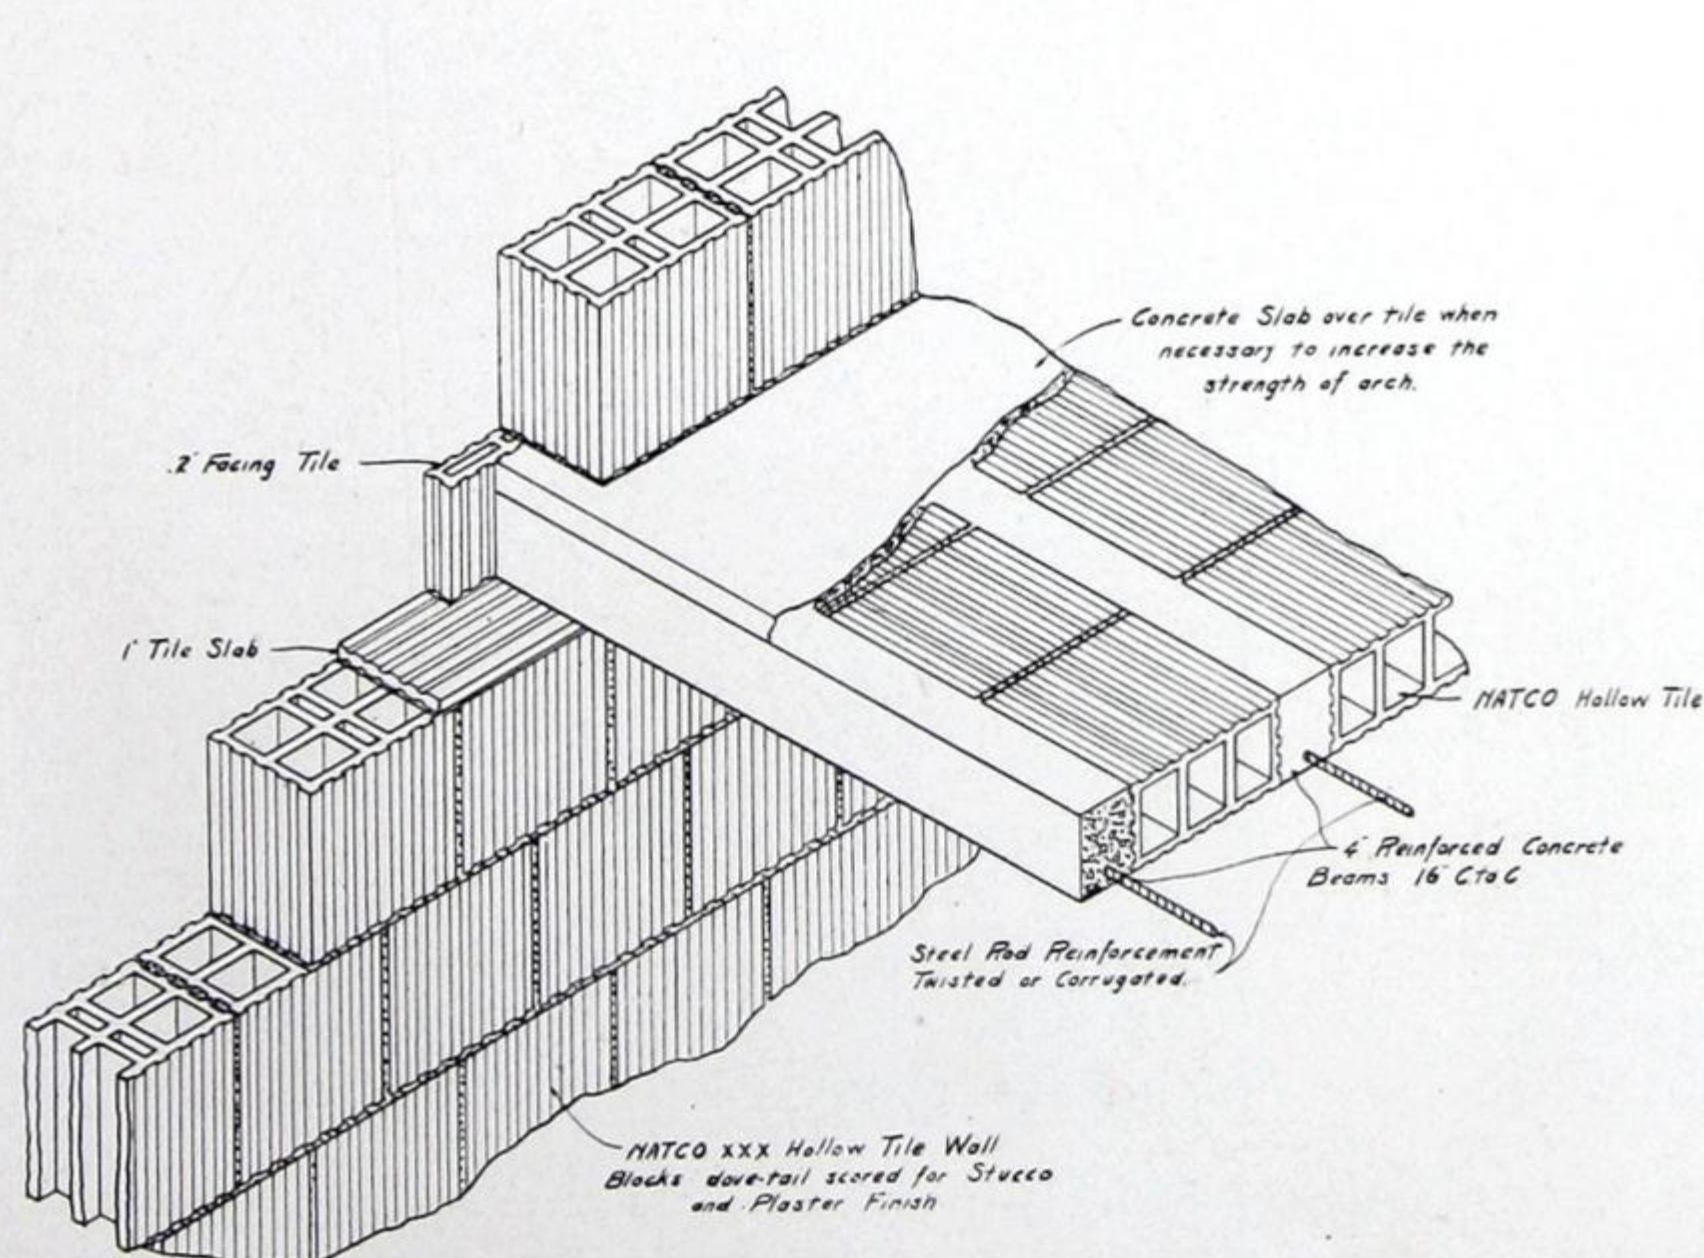 Concrete Slab over tile when
necessary to increase the
strength of arch.
2" Facing Tile
1" Tile Slab
NATCO Hollow Tile
4" Reinforced Concrete
Beams 16" C to C
Steel Rod Reinforcement
Twisted or Corrugated.
NATCO XXX Hollow Tile Wall
Blocks dove-tail scored for Stucco
and Plaster Finish